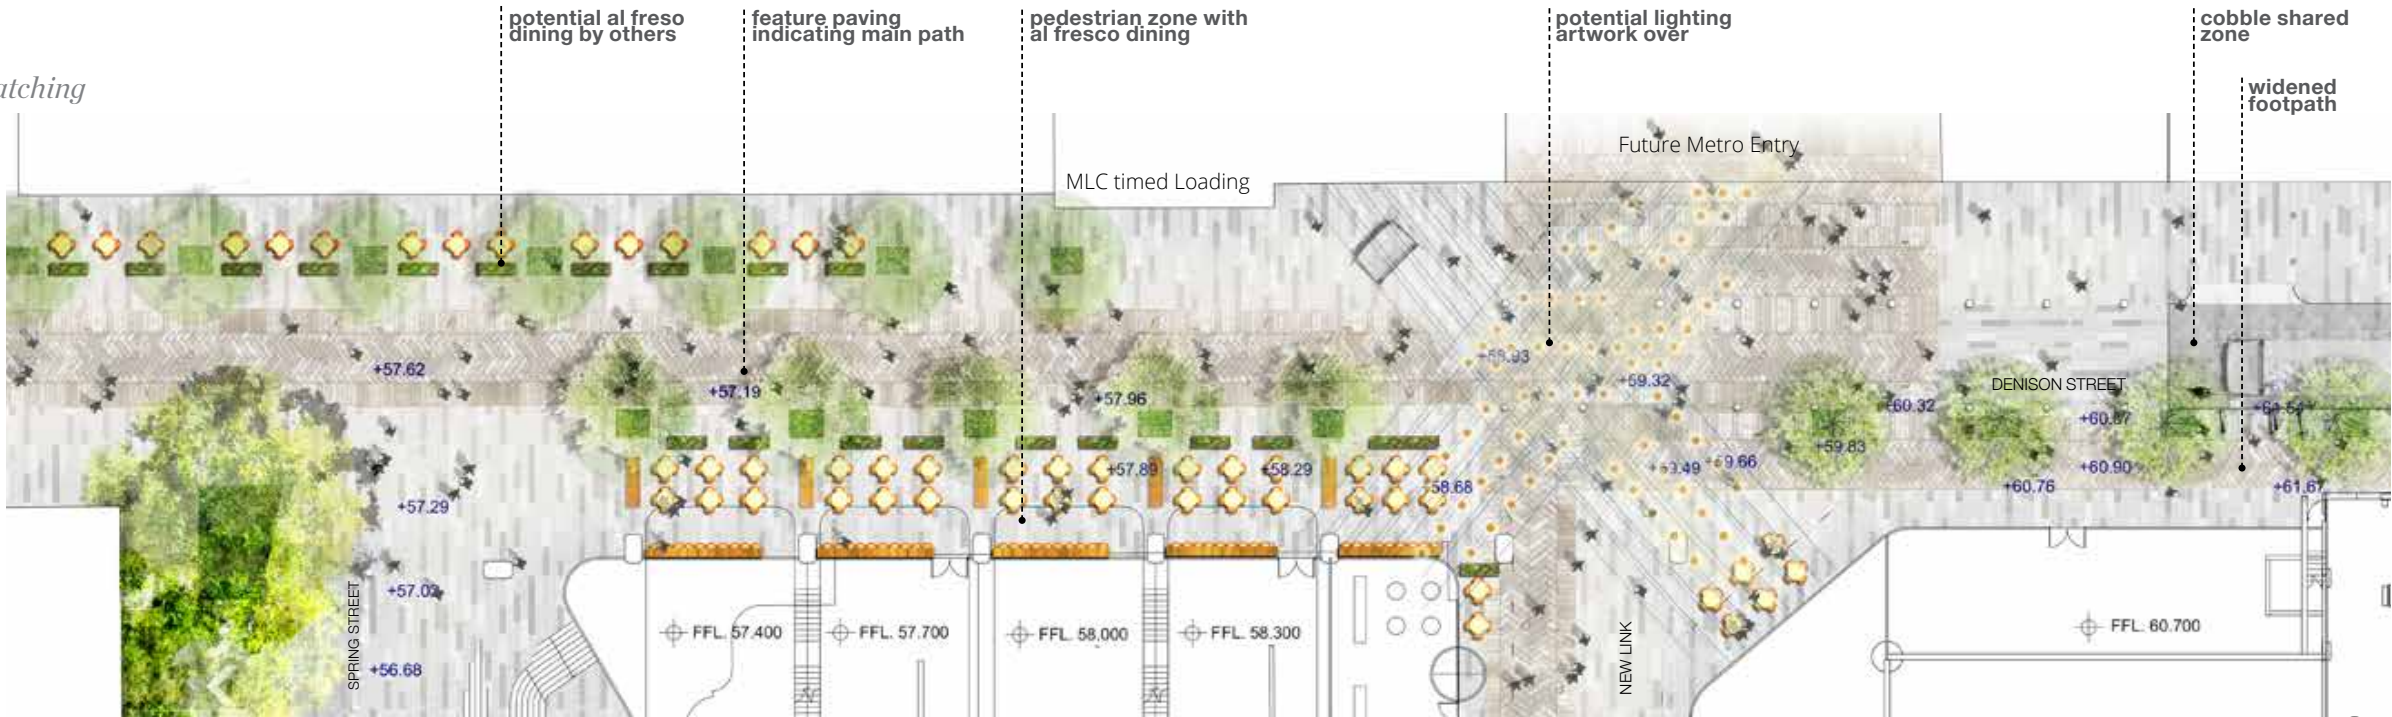 potential al freso
dining by others
feature paving
indicating main path
pedestrian zone with
al fresco dining
potential lighting
artwork over
cobble shared
zone
widened
footpath
atching
Future Metro Entry
MLC timed Loading
+57.62
+57.19
+57.96
+58.93
+59.32
DENISON STREET
+60.32
+60.87
+59.83
+57.89
+58.29
58.68
+59.66
+60.90
+60.76
+61.67
+57.29
+57.02
+56.68
SPRING STREET
FFL. 57.400
FFL. 57.700
FFL. 58.000
FFL. 58.300
NEW LINK
FFL. 60.700